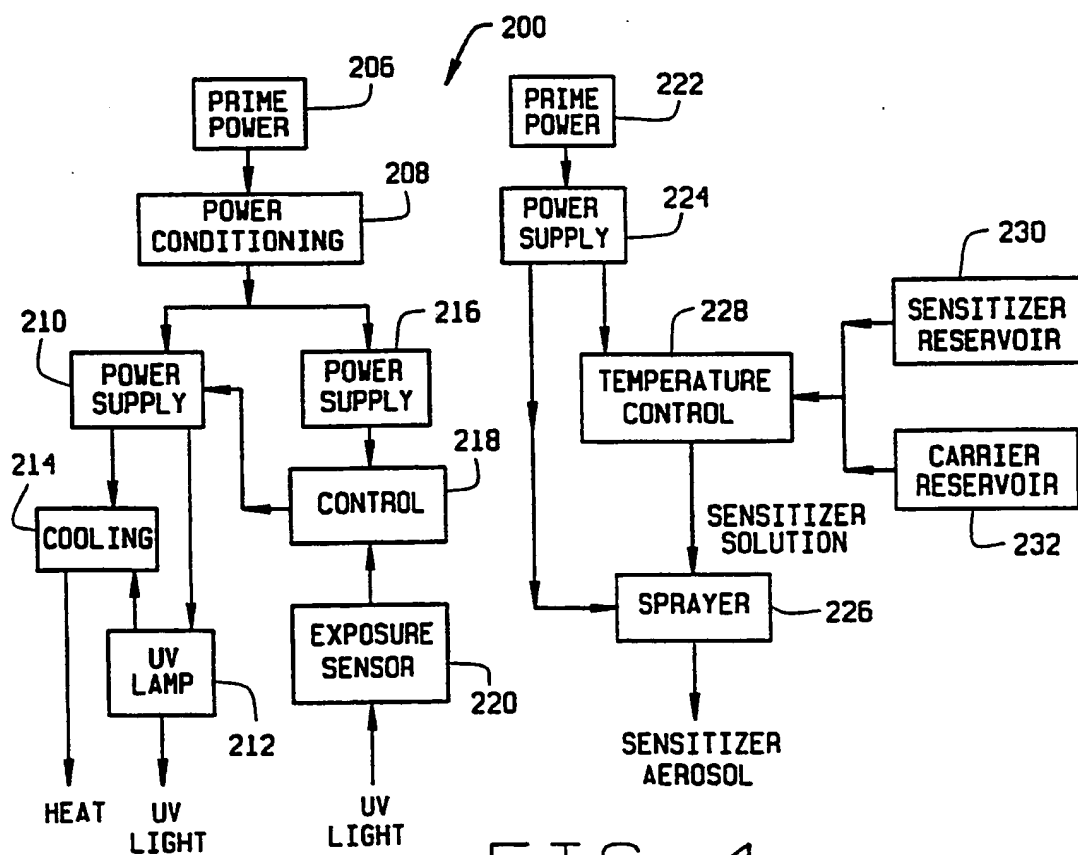 200
206
PRIME
POWER
222
PRIME
POWER
208
POWER
CONDITIONING
224
POWER
SUPPLY
230
SENSITIZER
RESERVOIR
210
POWER
SUPPLY
216
POWER
SUPPLY
228
TEMPERATURE
CONTROL
214
COOLING
218
CONTROL
CARRIER
RESERVOIR
232
SENSITIZER
SOLUTION
SPRAYER
226
UV
LAMP
212
EXPOSURE
SENSOR
220
HEAT
UV
LIGHT
UV
LIGHT
SENSITIZER
AEROSOL